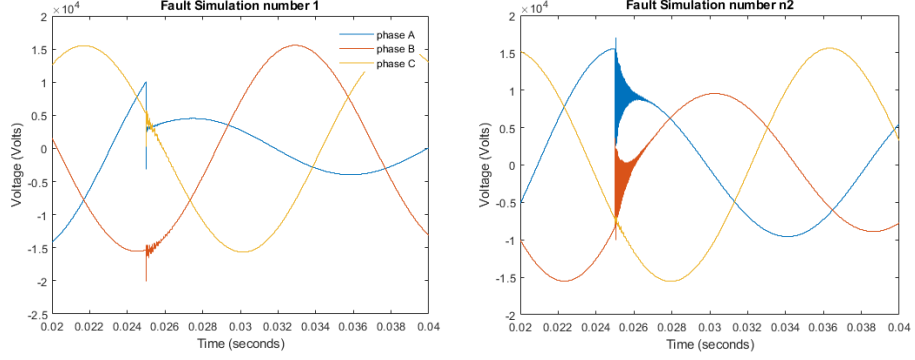 Fault Simulation number 1
×10⁴
2
1.5
1
0.5
0
-0.5
-1
-1.5
-2
-2.5
Voltage (Volts)
phase A
phase B
phase C
0.02 0.022 0.024 0.026 0.028 0.03 0.032 0.034 0.036 0.038 0.04
Time (seconds)
Fault Simulation number n2
×10⁴
2
1.5
1
0.5
0
-0.5
-1
-1.5
-2
Voltage (Volts)
0.02 0.022 0.024 0.026 0.028 0.03 0.032 0.034 0.036 0.038 0.04
Time (seconds)